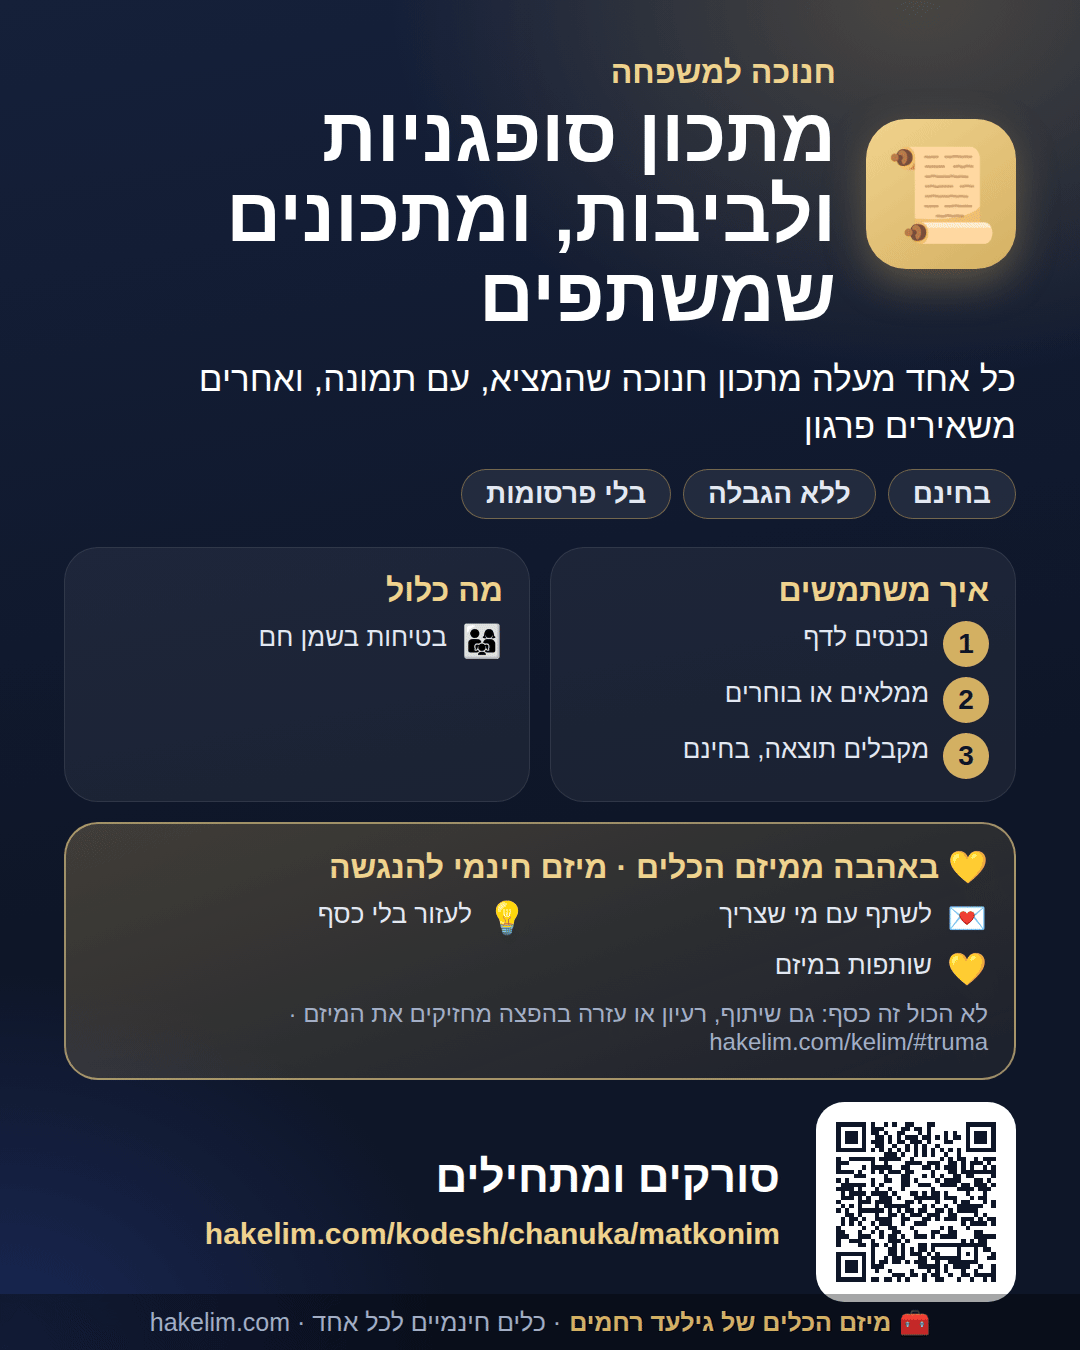 חנוכה למשפחה
מתכון סופגניות
ולביבות, ומתכונים
שמשתפים
כל אחד מעלה מתכון חנוכה שהמציא, עם תמונה, ואחרים
משאירים פרגון
בחינם
ללא הגבלה
בלי פרסומות
איך משתמשים
1 נכנסים לדף
2 ממלאים או בוחרים
3 מקבלים תוצאה, בחינם
מה כלול
בטיחות בשמן חם
באהבה ממיזם הכלים · מיזם חינמי להנגשה
לשתף עם מי שצריך
לעזור בלי כסף
שותפות במיזם
לא הכול זה כסף: גם שיתוף, רעיון או עזרה בהפצה מחזיקים את המיזם ·
hakelim.com/kelim/#truma
סורקים ומתחילים
hakelim.com/kodesh/chanuka/matkonim
מיזם הכלים של גילעד רחמים · כלים חינמיים לכל אחד · hakelim.com